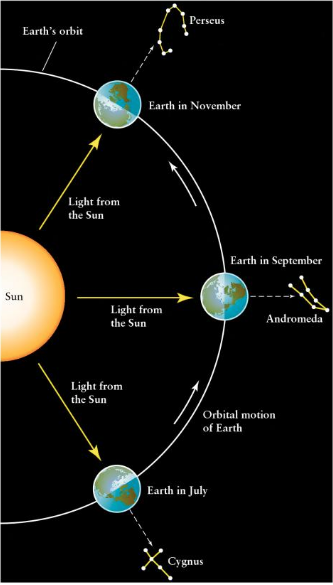 Perseus
Earth's orbit
Earth in November
Light from
the Sun
Earth in September
Sun
Light from
the Sun
Andromeda
Light from
the Sun
Orbital motion
of Earth
Earth in July
Cygnus